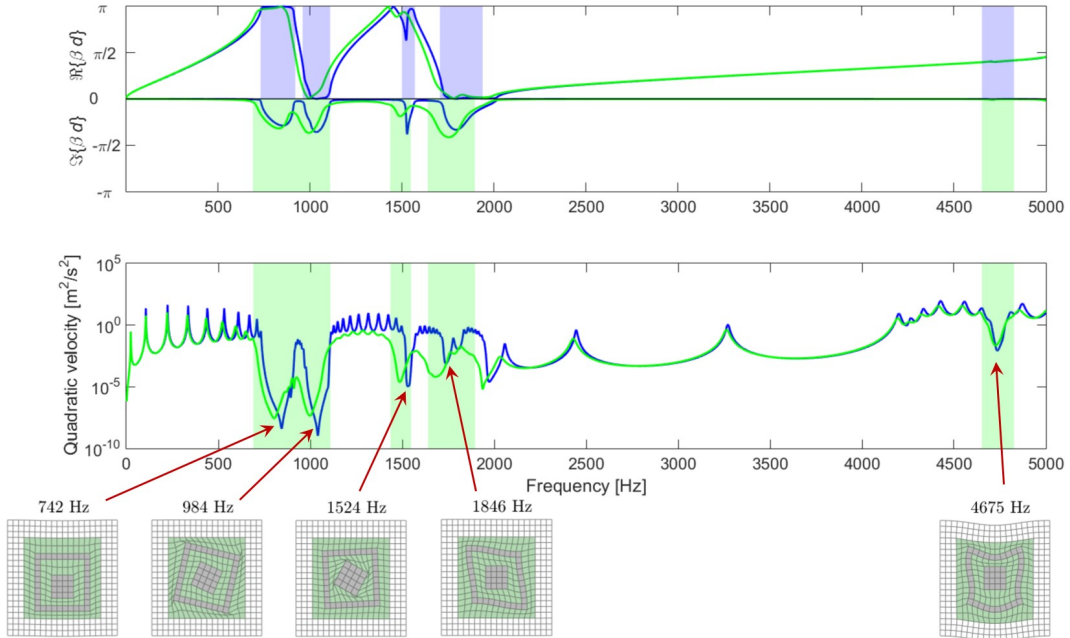 π
π/2
0
-π/2
-π
ℜ{β d}
ℑ{β d}
500 1000 1500 2000 2500 3000 3500 4000 4500 5000
10^5
10^0
10^-5
10^-10
Quadratic velocity [m^2/s^2]
0 500 1000 1500 2000 2500 3000 3500 4000 4500 5000
Frequency [Hz]
742 Hz 984 Hz 1524 Hz 1846 Hz 4675 Hz